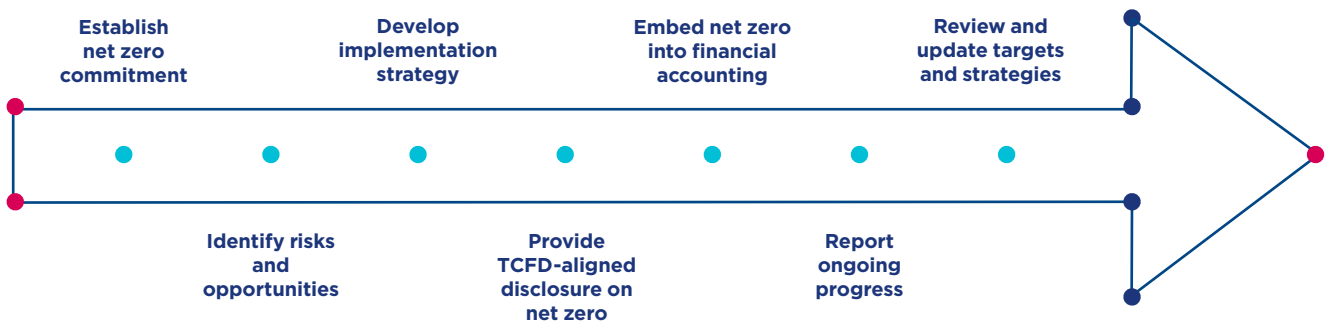 Establish
net zero
commitment
Identify risks
and
opportunities
Develop
implementation
strategy
Provide
TCFD-aligned
disclosure on
net zero
Embed net zero
into financial
accounting
Report
ongoing
progress
Review and
update targets
and strategies